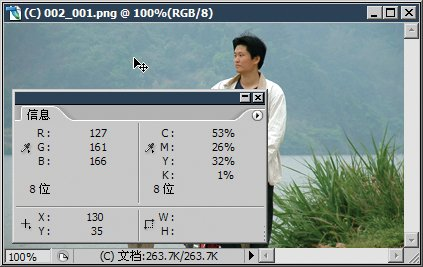 (C) 002_001.png @ 100%(RGB/8)
信息
R: 127 C: 53%
G: 161 M: 26%
B: 166 Y: 32%
K: 1%
8 位 8 位
X: 130 W:
Y: 35 H:
100% (C) 文档:263.7K/263.7K